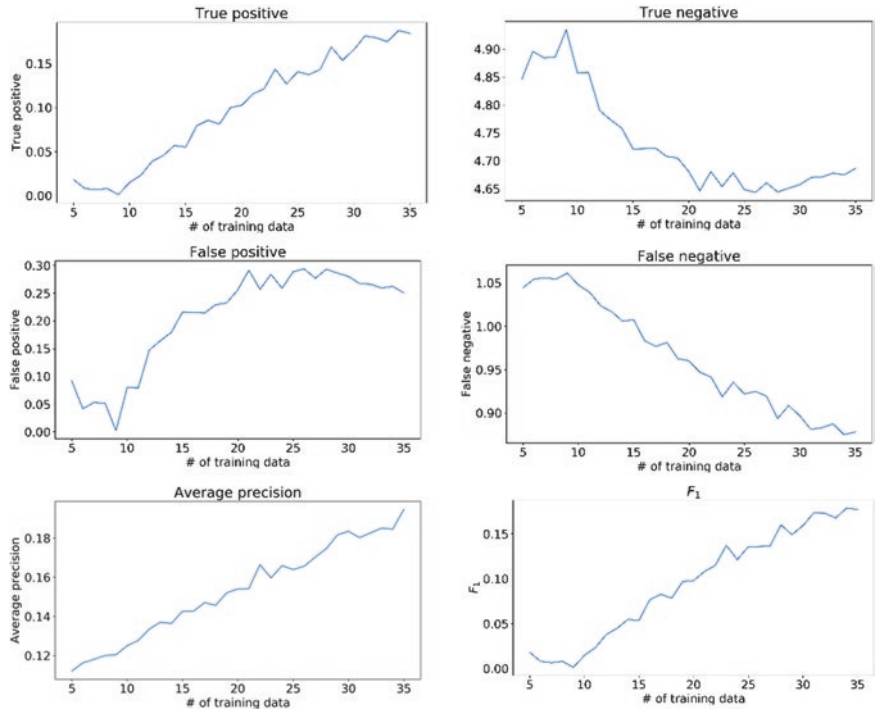 True positive
True positive
0.15
0.10
0.05
0.00
5 10 15 20 25 30 35
# of training data
True negative
True negative
4.90
4.85
4.80
4.75
4.70
4.65
5 10 15 20 25 30 35
# of training data
False positive
False positive
0.30
0.25
0.20
0.15
0.10
0.05
0.00
5 10 15 20 25 30 35
# of training data
False negative
False negative
1.05
1.00
0.95
0.90
5 10 15 20 25 30 35
# of training data
Average precision
Average precision
0.18
0.16
0.14
0.12
5 10 15 20 25 30 35
# of training data
F₁
F₁
0.15
0.10
0.05
0.00
5 10 15 20 25 30 35
# of training data